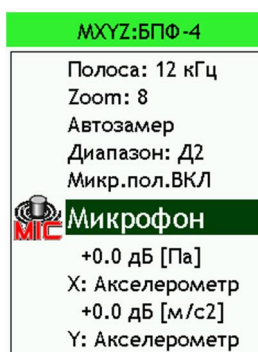 MXYZ:БПФ-4
Полоса: 12 кГц
Zoom: 8
Автозамер
Диапазон: Д2
Микр.пол.ВКЛ
MIC
Микрофон
+0.0 дБ [Па]
X: Акселерометр
+0.0 дБ [м/с2]
Y: Акселерометр